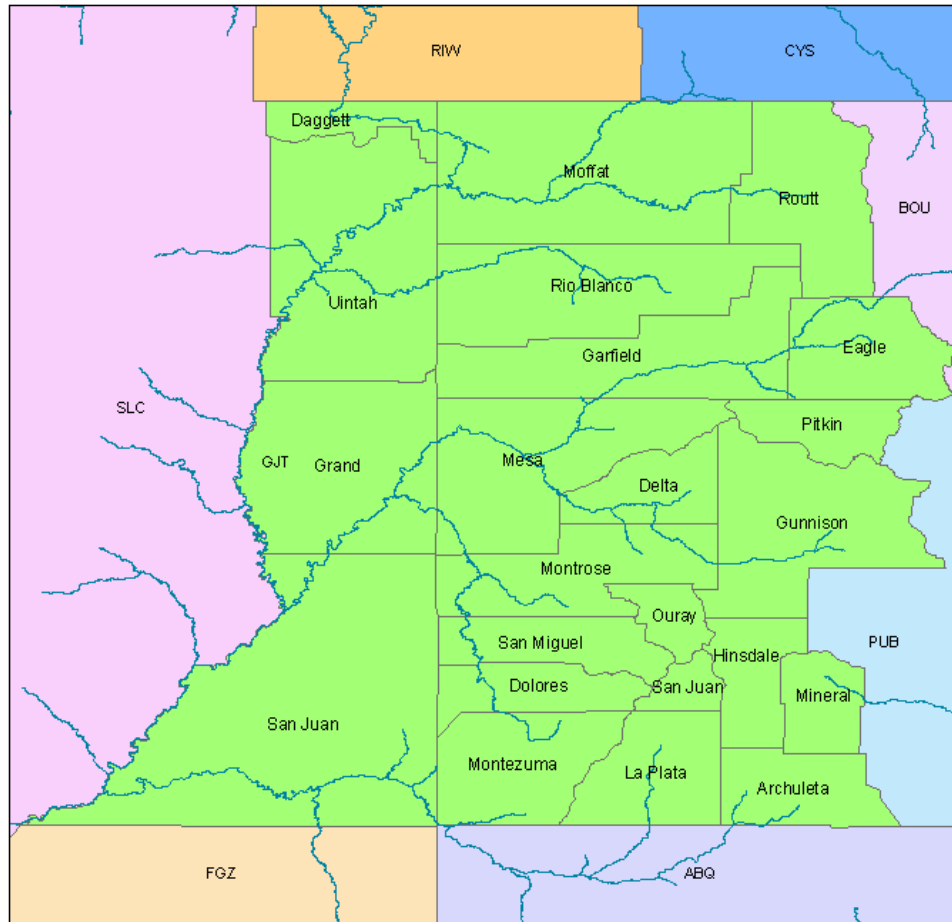 RIW
CYS
Daggett
Moffat
Routt
BOU
Rio Blanco
Uintah
Garfield
Eagle
SLC
Pitkin
GJT
Grand
Mesa
Delta
Gunnison
Montrose
Ouray
San Miguel
Hinsdale
PUB
Dolores
San Juan
Mineral
San Juan
Montezuma
La Plata
Archuleta
FGZ
ABQ